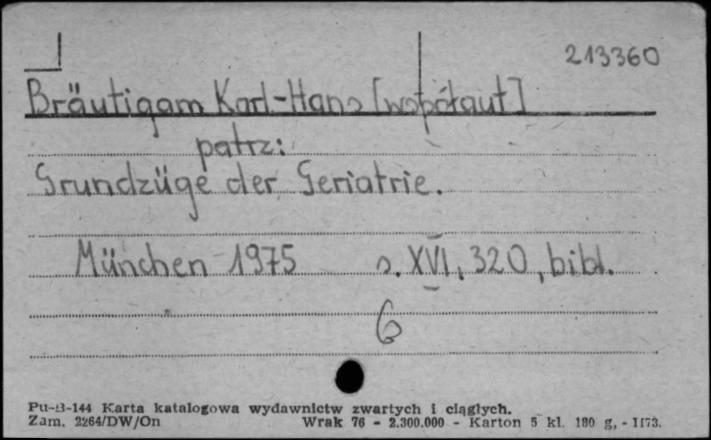 213360
Bräutigam Karl-Hans [współaut]
patrz:
Grundzüge der Geriatrie.
München 1975 s. XVI, 320, bibl.
6
Pu-B-144 Karta katalogowa wydawnictw zwartych i ciągłych.
Zam. 2264/DW/On Wrak 76 - 2.300.000 - Karton 5 kl. 180 g, -